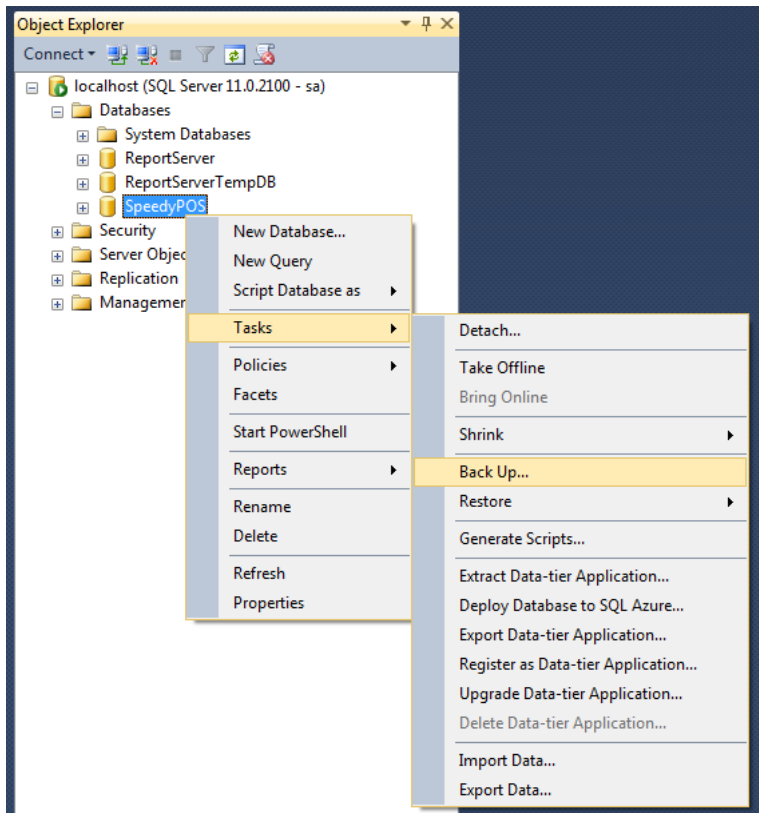 Object Explorer
Connect
localhost (SQL Server 11.0.2100 - sa)
Databases
System Databases
ReportServer
ReportServerTempDB
SpeedyPOS
Security
Server Objec
Replication
Managemer
New Database...
New Query
Script Database as
Tasks
Policies
Facets
Start PowerShell
Reports
Rename
Delete
Refresh
Properties
Detach...
Take Offline
Bring Online
Shrink
Back Up...
Restore
Generate Scripts...
Extract Data-tier Application...
Deploy Database to SQL Azure...
Export Data-tier Application...
Register as Data-tier Application...
Upgrade Data-tier Application...
Delete Data-tier Application...
Import Data...
Export Data...